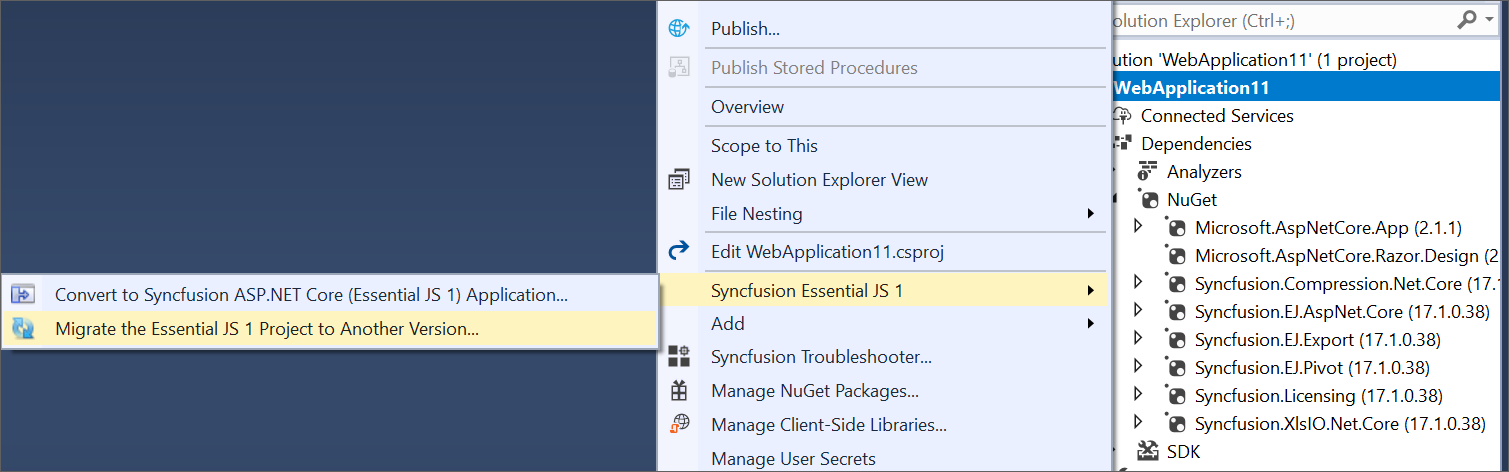 Convert to Syncfusion ASP.NET Core (Essential JS 1) Application...
Migrate the Essential JS 1 Project to Another Version...
Publish...
Publish Stored Procedures
Overview
Scope to This
New Solution Explorer View
File Nesting
Edit WebApplication11.csproj
Syncfusion Essential JS 1
Add
Syncfusion Troubleshooter...
Manage NuGet Packages...
Manage Client-Side Libraries...
Manage User Secrets
olution Explorer (Ctrl+;)
ution 'WebApplication11' (1 project)
WebApplication11
Connected Services
Dependencies
Analyzers
NuGet
Microsoft.AspNetCore.App (2.1.1)
Microsoft.AspNetCore.Razor.Design (2
Syncfusion.Compression.Net.Core (17.1
Syncfusion.EJ.AspNet.Core (17.1.0.38)
Syncfusion.EJ.Export (17.1.0.38)
Syncfusion.EJ.Pivot (17.1.0.38)
Syncfusion.Licensing (17.1.0.38)
Syncfusion.XlsIO.Net.Core (17.1.0.38)
SDK